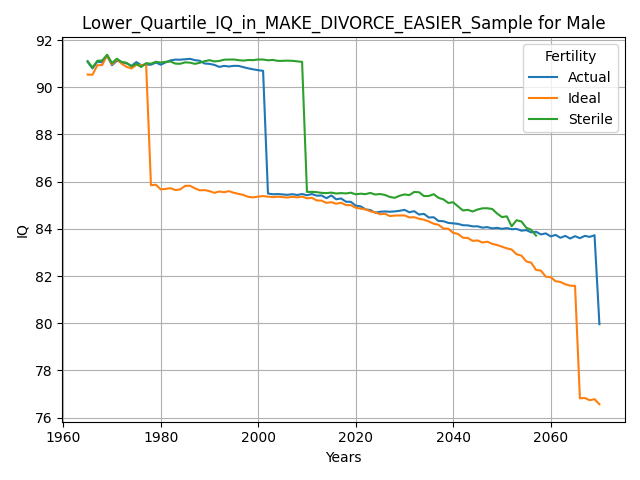 Lower_Quartile_IQ_in_MAKE_DIVORCE_EASIER_Sample for Male
Fertility
Actual
Ideal
Sterile
IQ
92
90
88
86
84
82
80
78
76
1960
1980
2000
2020
2040
2060
Years